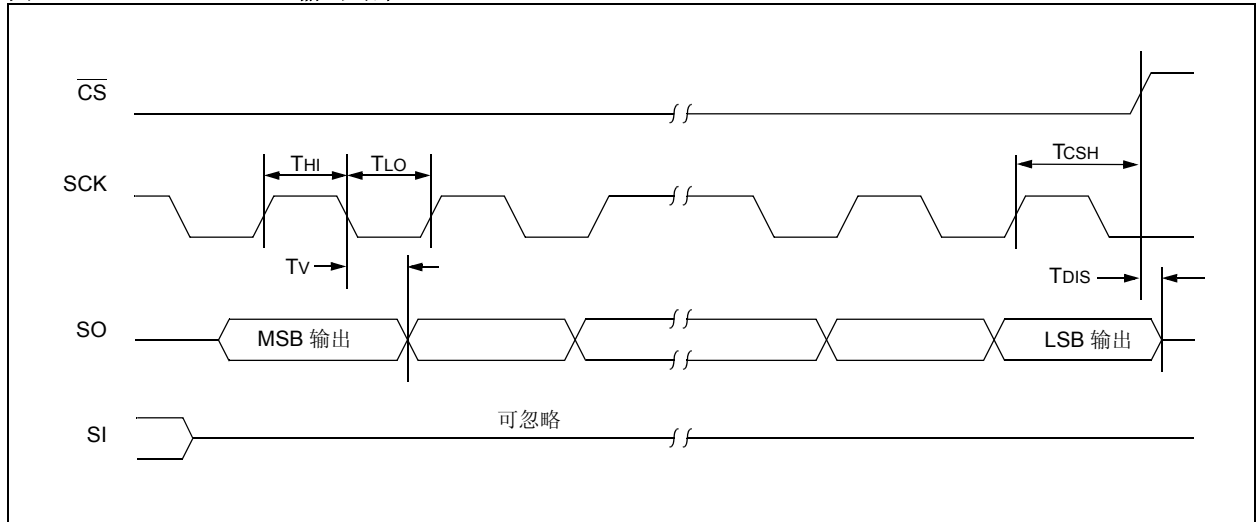 CS
THI
TLO
TCSH
SCK
TV
TDIS
SO
MSB 输出
LSB 输出
SI
可忽略